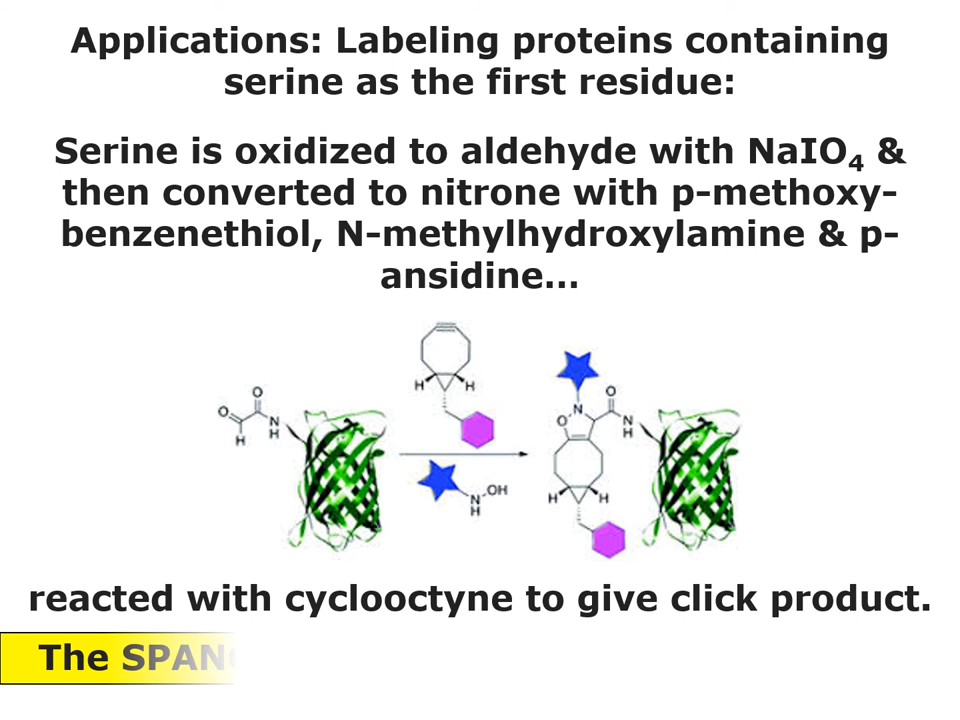 Applications: Labeling proteins containing
serine as the first residue:
Serine is oxidized to aldehyde with NaIO₄ &
then converted to nitrone with p-methoxy-
benzenethiol, N-methylhydroxylamine & p-
ansidine...
O
O
H
N
H
H
H
N
H
OH
N
O
O
N
H
H
H
reacted with cyclooctyne to give click product.
The SPAN